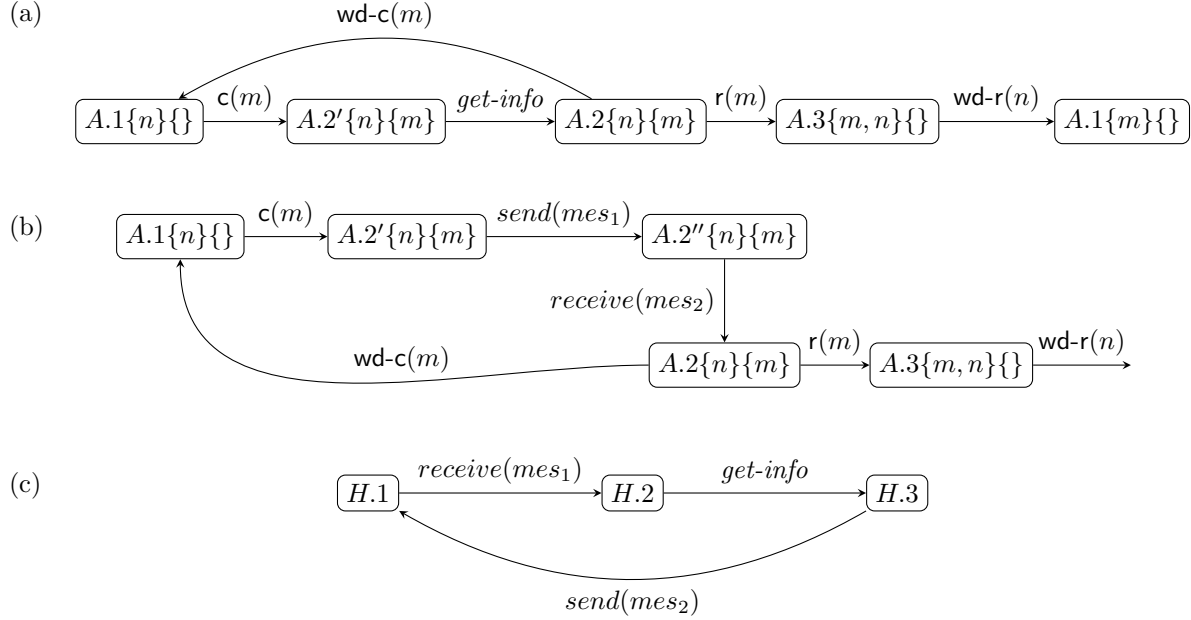 (a)
wd-c(m)
A.1{n}{} c(m) A.2′{n}{m} get-info A.2{n}{m} r(m) A.3{m, n}{} wd-r(n) A.1{m}{}
(b)
A.1{n}{} c(m) A.2′{n}{m} send(mes₁) A.2″{n}{m}
receive(mes₂)
wd-c(m) A.2{n}{m} r(m) A.3{m, n}{} wd-r(n)
(c)
H.1 receive(mes₁) H.2 get-info H.3
send(mes₂)